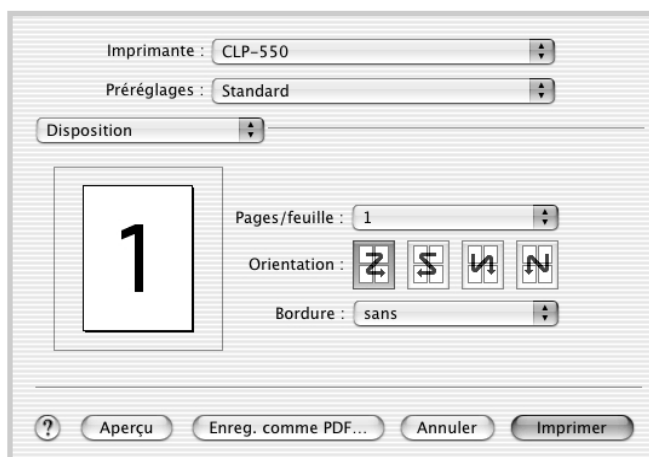 Imprimante : CLP-550
Préréglages : Standard
Disposition
1
Pages/feuille : 1
Orientation :
Bordure : sans
? Aperçu Enreg. comme PDF... Annuler Imprimer